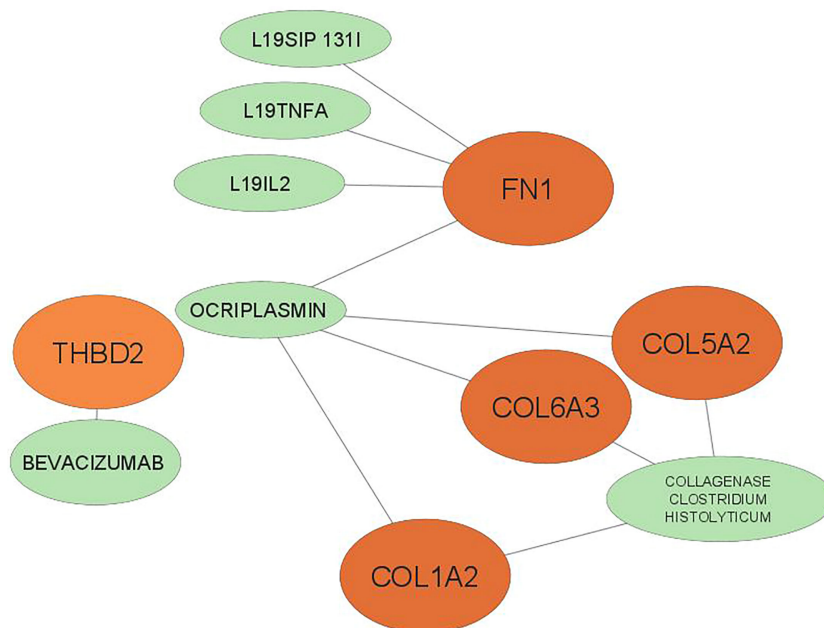 L19SIP 131I
L19TNFA
L19IL2
FN1
OCRIPLASMIN
THBD2
COL5A2
COL6A3
BEVACIZUMAB
COLLAGENASE
CLOSTRIDIUM
HISTOLYTICUM
COL1A2